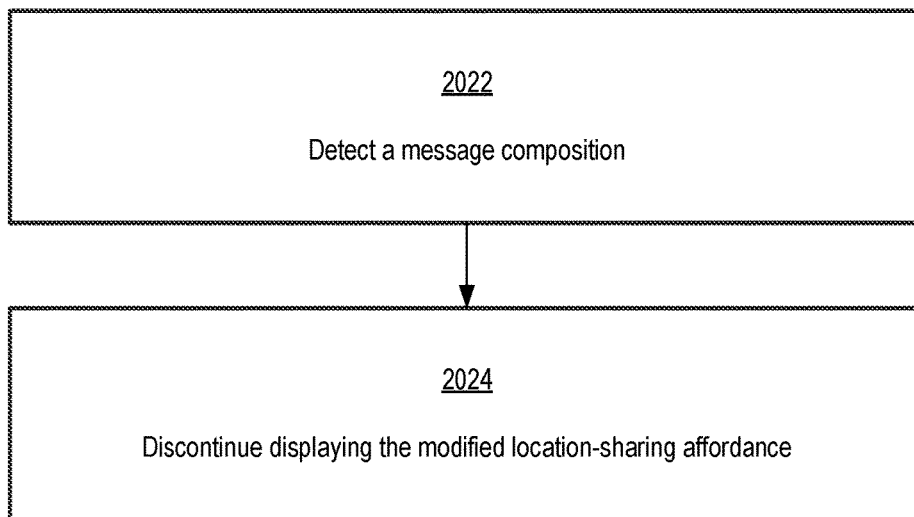 2022
Detect a message composition
2024
Discontinue displaying the modified location-sharing affordance